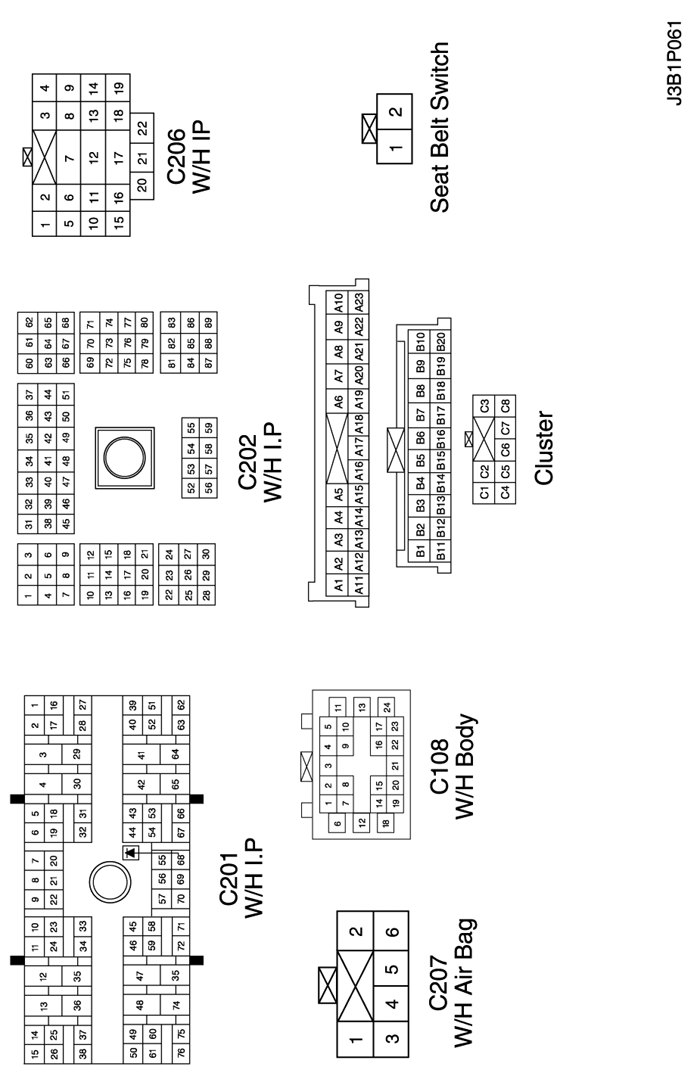 15 14 13 12 11 10 9 8 7 6 5 4 3 2 1
26 25 24 23 22 21 20 19 18 17 16
38 37 36 35 34 33 32 31 30 29 28 27
50 49 48 47 46 45 44 43 42 41 40 39
61 60 59 58 57 56 55 54 53 52 51
76 75 74 35 72 71 70 69 68 67 66 65 64 63 62
C201
W/H I.P
1 2 3
4 5 6
7 8 9
10 11 12
13 14 15
16 17 18
19 20 21
22 23 24
25 26 27
28 29 30
31 32 33 34 35 36 37
38 39 40 41 42 43 44
45 46 47 48 49 50 51
52 53 54 55
56 57 58 59
60 61 62
63 64 65
66 67 68
69 70 71
72 73 74
75 76 77
78 79 80
81 82 83
84 85 86
87 88 89
C202
W/H I.P
1 2 3 4
5 6 7 8 9
10 11 12 13 14
15 16 17 18 19
20 21 22
C206
W/H IP
1 2
3 4 5 6
C207
W/H Air Bag
1 2 3 4 5
6 7 8 9 10 11
12 13
14 15 16 17
18 19 20 21 22 23 24
C108
W/H Body
A1 A2 A3 A4 A5 A6 A7 A8 A9 A10
A11 A12 A13 A14 A15 A16 A17 A18 A19 A20 A21 A22 A23
B1 B2 B3 B4 B5 B6 B7 B8 B9 B10
B11 B12 B13 B14 B15 B16 B17 B18 B19 B20
C1 C2 C3
C4 C5 C6 C7 C8
Cluster
1 2
Seat Belt Switch
J3B1P061